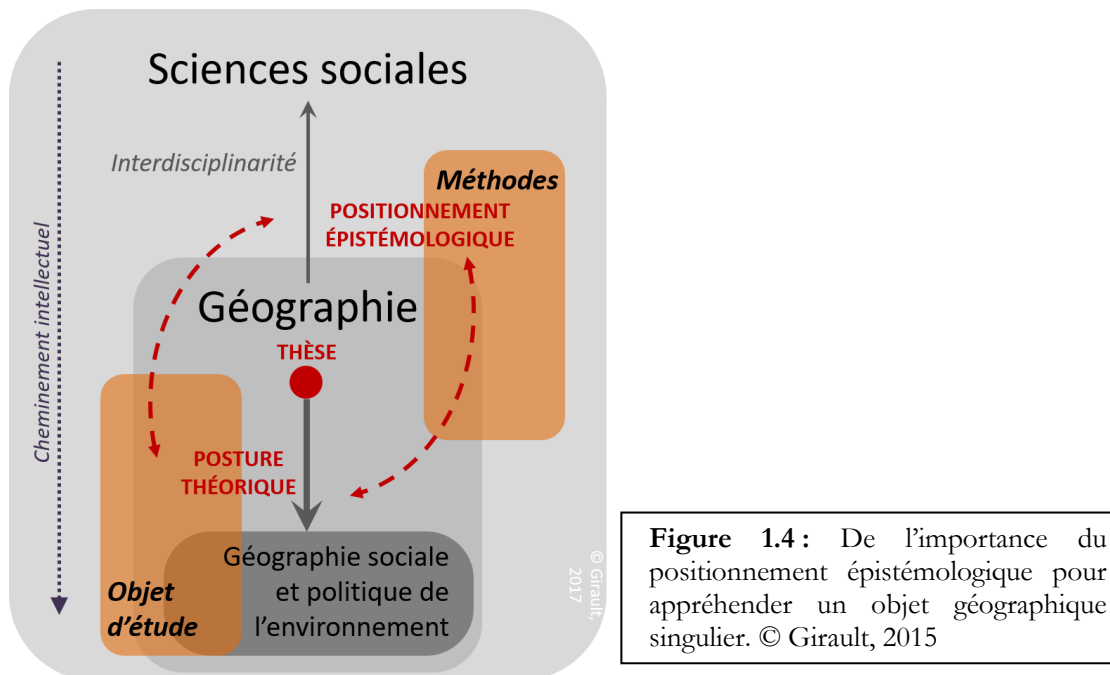 Sciences sociales
Interdisciplinarité
Méthodes
POSITIONNEMENT
ÉPISTÉMOLOGIQUE
Cheminement intellectuel
Géographie
THÈSE
POSTURE
THÉORIQUE
Géographie sociale
et politique de
l'environnement
Objet
d'étude
© Girault,
2017
Figure 1.4 : De l'importance du
positionnement épistémologique pour
appréhender un objet géographique
singulier. © Girault, 2015